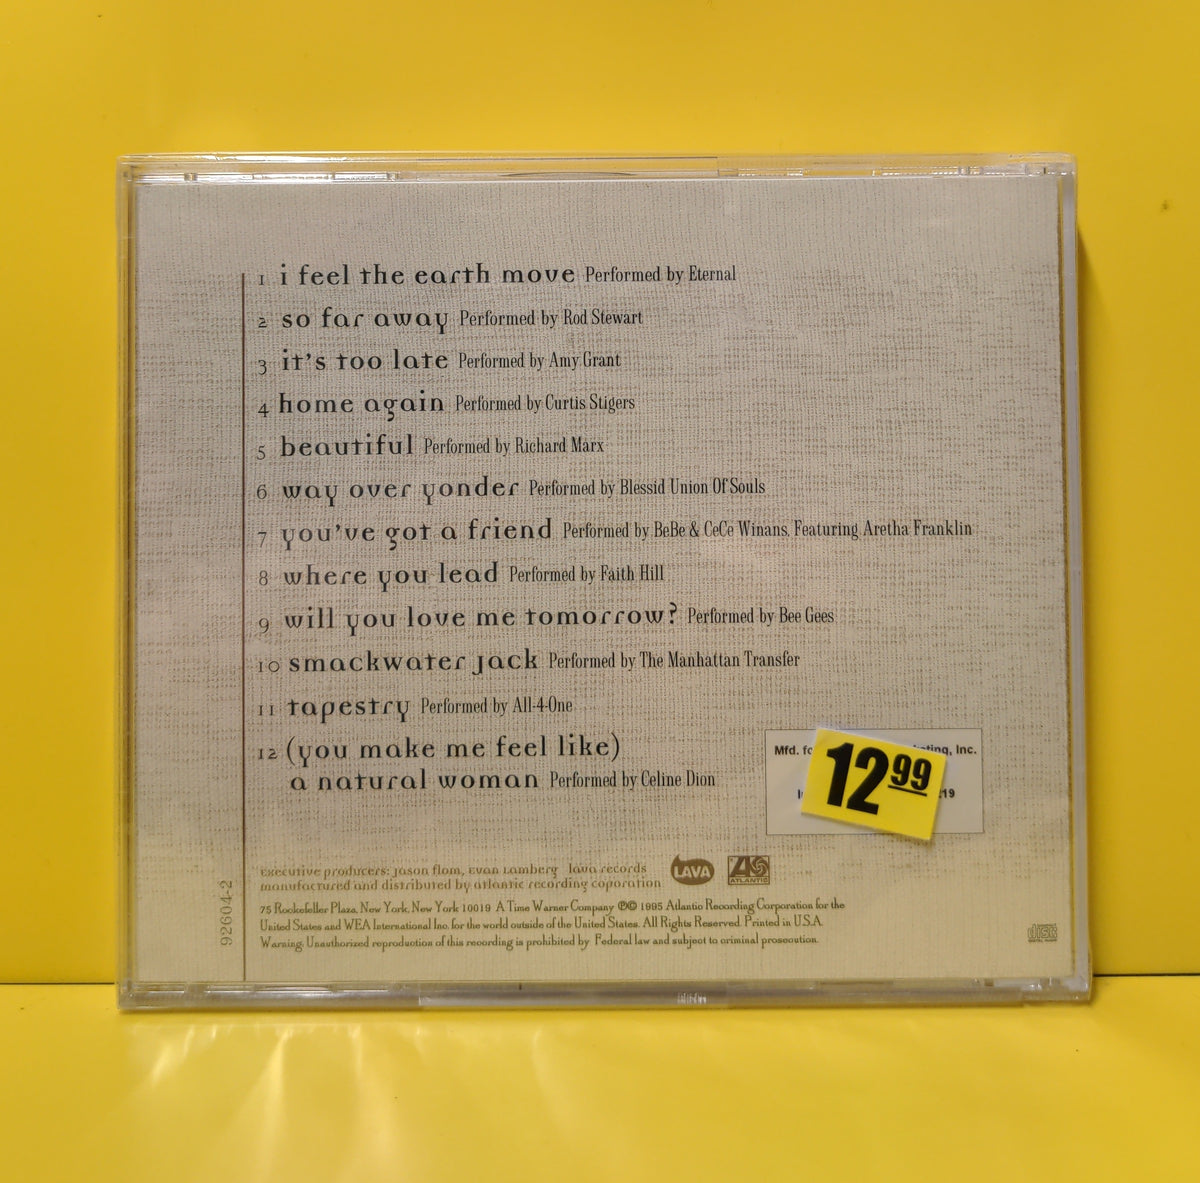 1 i feel the earth move Performed by Eternal
2 so far away Performed by Rod Stewart
3 it's too late Performed by Amy Grant
4 home again Performed by Curtis Stigers
5 beautiful Performed by Richard Marx
6 way over yonder Performed by Blessid Union Of Souls
7 you've got a friend Performed by BeBe & CeCe Winans, Featuring Aretha Franklin
8 where you lead Performed by Faith Hill
9 will you love me tomorrow? Performed by Bee Gees
10 smackwater jack Performed by The Manhattan Transfer
11 tapestry Performed by All-4-One
12 (you make me feel like)
a natural woman Performed by Celine Dion
Mfd. Inc.
12 99
executive producers: jason flom, evan lamberg lava records
manufactured and distributed by atlantic recording coporation
LAVA
ATLANTIC
75 Rockefeller Plaza, New York, New York 10019 A Time Warner Company ℗© 1995 Atlantic Recording Corporation for the
United States and WEA International Inc. for the world outside of the United States. All Rights Reserved. Printed in U.S.A.
Warning: Unauthorized reproduction of this recording is prohibited by Federal law and subject to criminal prosecution.
92604-2
disc